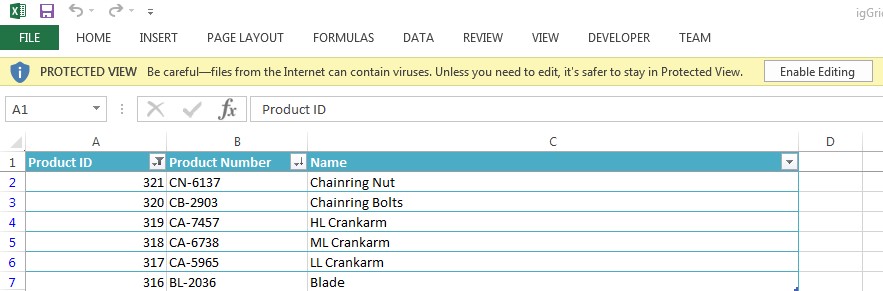 igGri
FILE HOME INSERT PAGE LAYOUT FORMULAS DATA REVIEW VIEW DEVELOPER TEAM
PROTECTED VIEW Be careful—files from the Internet can contain viruses. Unless you need to edit, it's safer to stay in Protected View. Enable Editing
A1 fx Product ID
A B C D
1 Product ID Product Number Name
2 321 CN-6137 Chainring Nut
3 320 CB-2903 Chainring Bolts
4 319 CA-7457 HL Crankarm
5 318 CA-6738 ML Crankarm
6 317 CA-5965 LL Crankarm
7 316 BL-2036 Blade